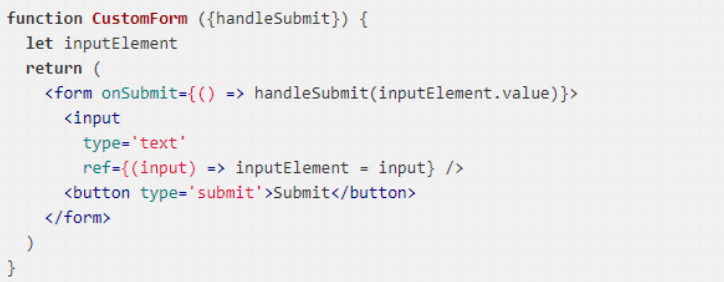 function CustomForm ({handleSubmit}) {
  let inputElement
  return (
    <form onSubmit={() => handleSubmit(inputElement.value)}>
      <input
        type='text'
        ref={(input) => inputElement = input} />
      <button type='submit'>Submit</button>
    </form>
  )
}